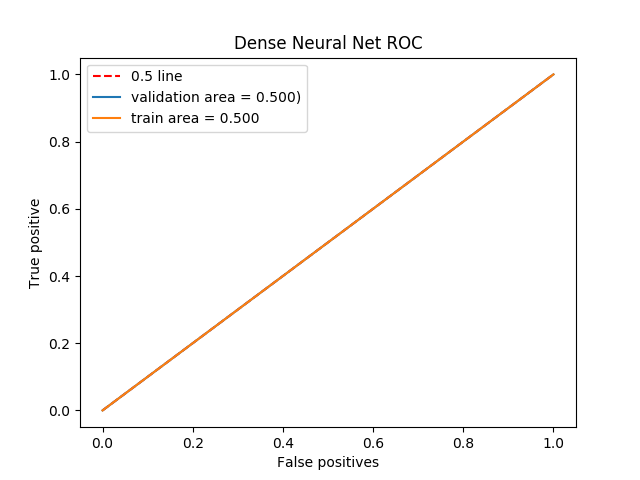 Dense Neural Net ROC
0.5 line
validation area = 0.500)
train area = 0.500
1.0
0.8
0.6
0.4
0.2
0.0
True positive
0.0 0.2 0.4 0.6 0.8 1.0
False positives